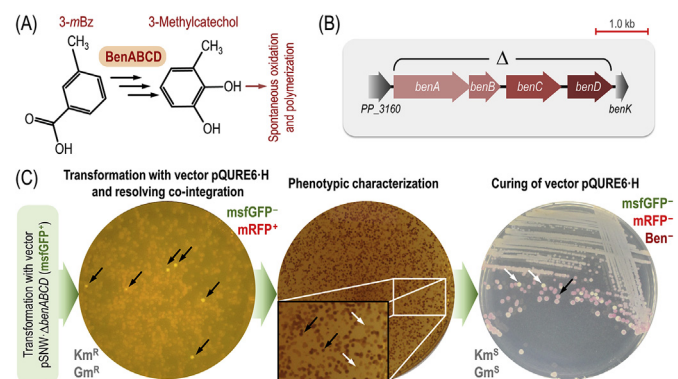 (A)
3-mBz
3-Methylcatechol
CH₃
BenABCD
CH₃
OH
OH
O
OH
Spontaneous oxidation
and polymerization
(B)
1.0 kb
Δ
benA
benB
benC
benD
PP_3160
benK
(C)
Transformation with vector
pSNW·ΔbenABCD (msfGFP⁺)
Transformation with vector pQURE6·H
and resolving co-integration
msfGFP⁻
mRFP⁺
Kmᴿ
Gmᴿ
Phenotypic characterization
Curing of vector pQURE6·H
msfGFP⁻
mRFP⁻
Ben⁻
Kmˢ
Gmˢ